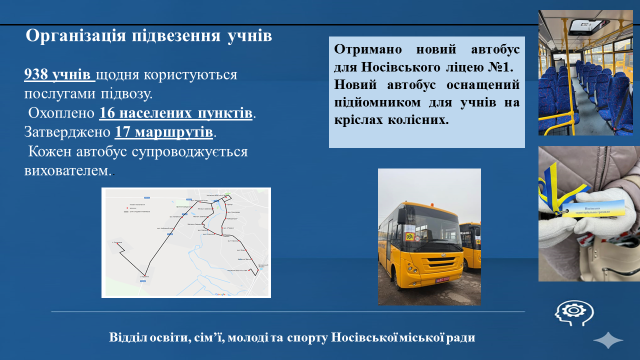 Організація підвезення учнів
938 учнів щодня користуються
послугами підвозу.
Охоплено 16 населених пунктів.
Затверджено 17 маршрутів.
Кожен автобус супроводжується
вихователем..
Отримано новий автобус
для Носівського ліцею №1.
Новий автобус оснащений
підйомником для учнів на
кріслах колісних.
Відділ освіти, сім’ї, молоді та спорту Носівської міської ради